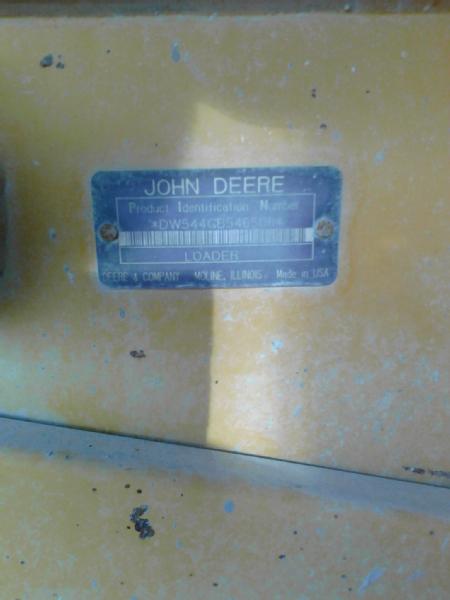 JOHN DEERE
Product Identification Number
LOADER
DEERE & COMPANY MOLINE, ILLINOIS Made in USA